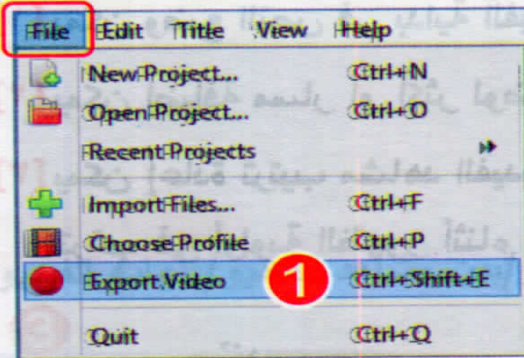 File Edit Title View Help
New Project... Ctrl+N
Open Project... Ctrl+O
Recent Projects
Import Files... Ctrl+F
Choose Profile Ctrl+P
Export Video 1 Ctrl+Shift+E
Quit Ctrl+Q